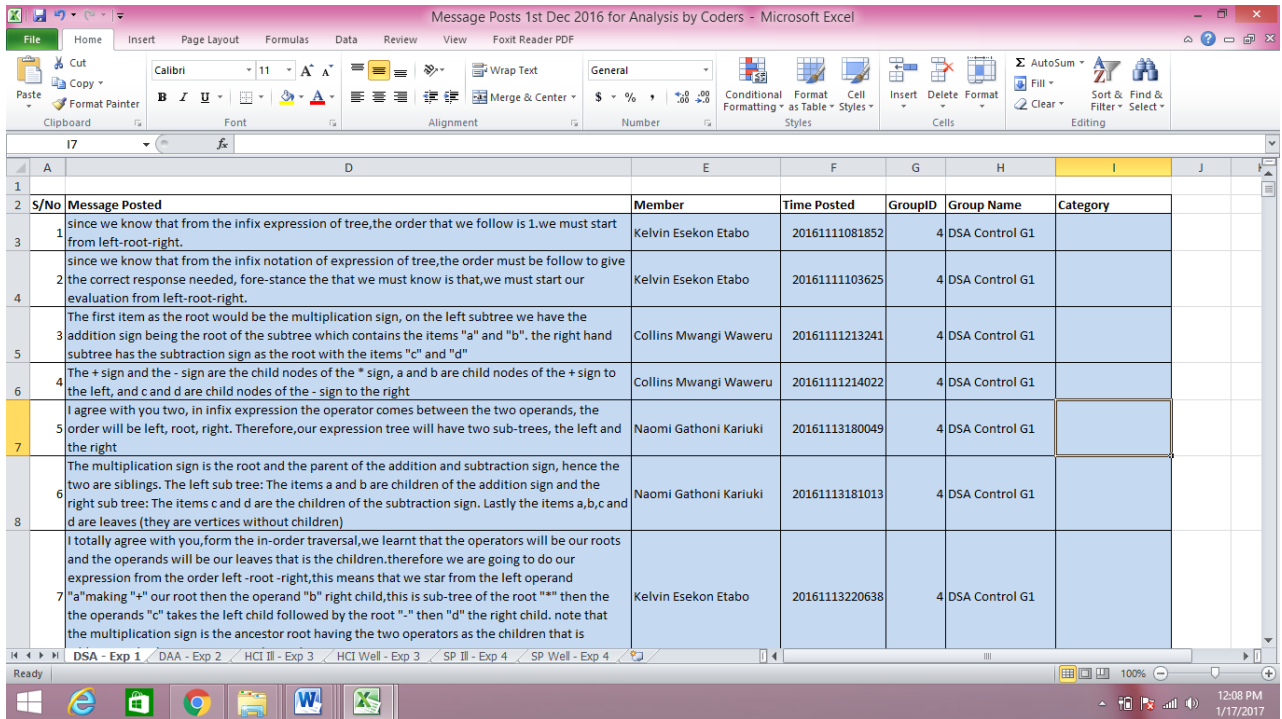 Message Posts 1st Dec 2016 for Analysis by Coders - Microsoft Excel
File Home Insert Page Layout Formulas Data Review View Foxit Reader PDF
Paste
Cut
Copy
Format Painter
Clipboard
Calibri 11
B I U
Font
Wrap Text
Merge & Center
Alignment
General
$ % ,
Number
Conditional Formatting
Format as Table
Cell Styles
Styles
Insert Delete Format
Cells
Σ AutoSum
Fill
Clear
Sort & Filter
Find & Select
Editing
I7 fx
A D E F G H I J
1
2 S/No Message Posted Member Time Posted GroupID Group Name Category
3 1 since we know that from the infix expression of tree,the order that we follow is 1.we must start
from left-root-right.
Kelvin Esekon Etabo 20161111081852 4 DSA Control G1
4 2 since we know that from the infix notation of expression of tree,the order must be follow to give
the correct response needed, fore-stance the that we must know is that,we must start our
evaluation from left-root-right.
Kelvin Esekon Etabo 20161111103625 4 DSA Control G1
5 3 The first item as the root would be the multiplication sign, on the left subtree we have the
addition sign being the root of the subtree which contains the items "a" and "b". the right hand
subtree has the subtraction sign as the root with the items "c" and "d"
Collins Mwangi Waweru 20161111213241 4 DSA Control G1
6 4 The + sign and the - sign are the child nodes of the * sign, a and b are child nodes of the + sign to
the left, and c and d are child nodes of the - sign to the right
Collins Mwangi Waweru 20161111214022 4 DSA Control G1
7 5 I agree with you two, in infix expression the operator comes between the two operands, the
order will be left, root, right. Therefore,our expression tree will have two sub-trees, the left and
the right
Naomi Gathoni Kariuki 20161113180049 4 DSA Control G1
8 6 The multiplication sign is the root and the parent of the addition and subtraction sign, hence the
two are siblings. The left sub tree: The items a and b are children of the addition sign and the
right sub tree: The items c and d are the children of the subtraction sign. Lastly the items a,b,c and
d are leaves (they are vertices without children)
Naomi Gathoni Kariuki 20161113181013 4 DSA Control G1
7 I totally agree with you,form the in-order traversal,we learnt that the operators will be our roots
and the operands will be our leaves that is the children.therefore we are going to do our
expression from the order left -root -right,this means that we star from the left operand
"a"making "+" our root then the operand "b" right child,this is sub-tree of the root "*" then the
the operands "c" takes the left child followed by the root "-" then "d" the right child. note that
the multiplication sign is the ancestor root having the two operators as the children that is
Kelvin Esekon Etabo 20161113220638 4 DSA Control G1
DSA - Exp 1 DAA - Exp 2 HCI Ill - Exp 3 HCI Well - Exp 3 SP Ill - Exp 4 SP Well - Exp 4
Ready 100%
12:08 PM
1/17/2017